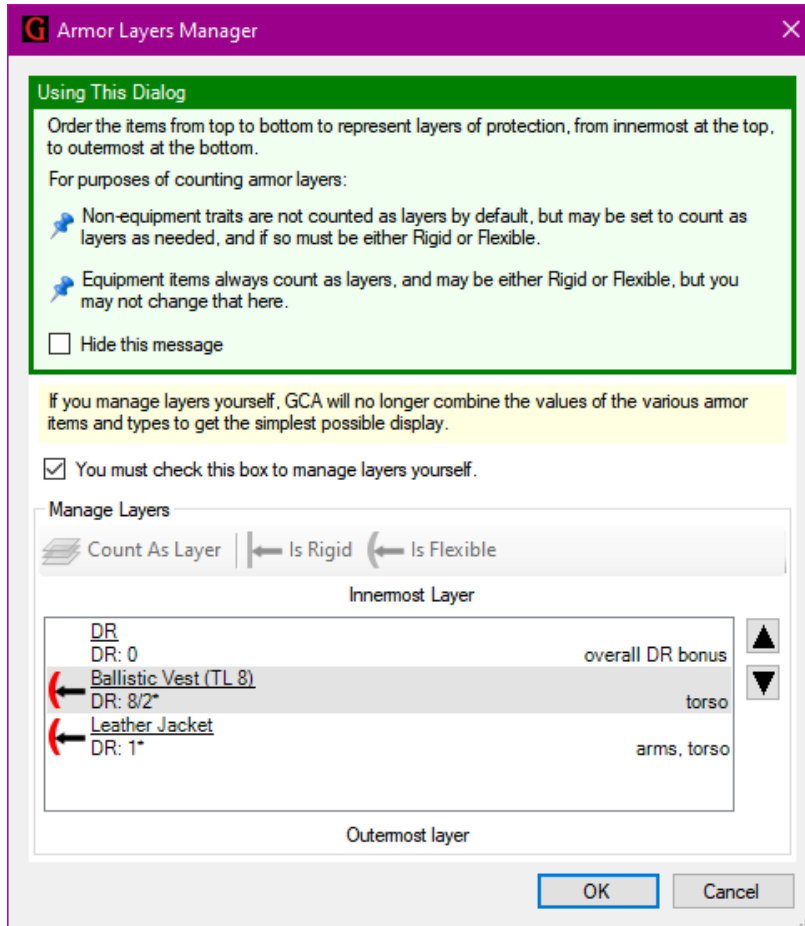 G Armor Layers Manager
Using This Dialog
Order the items from top to bottom to represent layers of protection, from innermost at the top,
to outermost at the bottom.
For purposes of counting armor layers:
Non-equipment traits are not counted as layers by default, but may be set to count as
layers as needed, and if so must be either Rigid or Flexible.
Equipment items always count as layers, and may be either Rigid or Flexible, but you
may not change that here.
Hide this message
If you manage layers yourself, GCA will no longer combine the values of the various armor
items and types to get the simplest possible display.
You must check this box to manage layers yourself.
Manage Layers
Count As Layer Is Rigid Is Flexible
Innermost Layer
DR
DR: 0 overall DR bonus
Ballistic Vest (TL 8)
DR: 8/2* torso
Leather Jacket
DR: 1* arms, torso
Outermost layer
OK Cancel